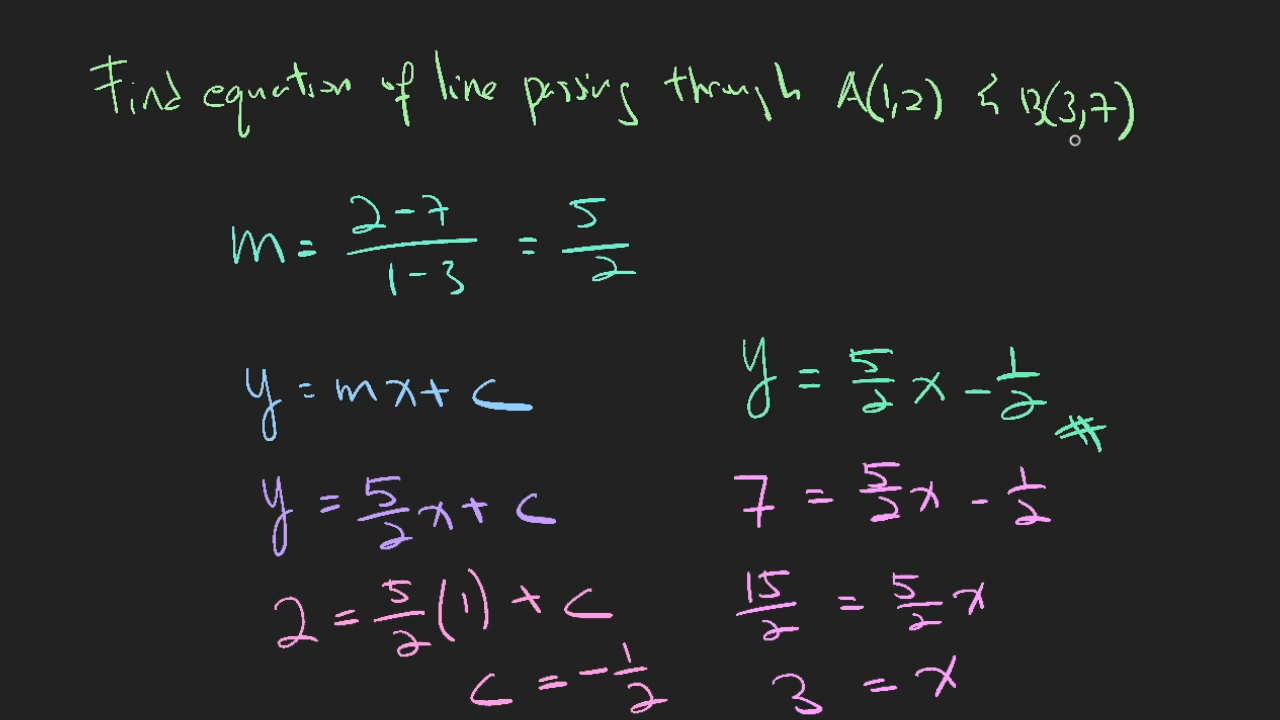 Find equation of line passing through A(1,2) & B(3,7)
m = (2-7)/(1-3) = 5/2
y = mx + c
y = 5/2 x + c
2 = 5/2 (1) + c
c = -1/2
y = 5/2 x - 1/2
7 = 5/2 x - 1/2
15/2 = 5/2 x
3 = x